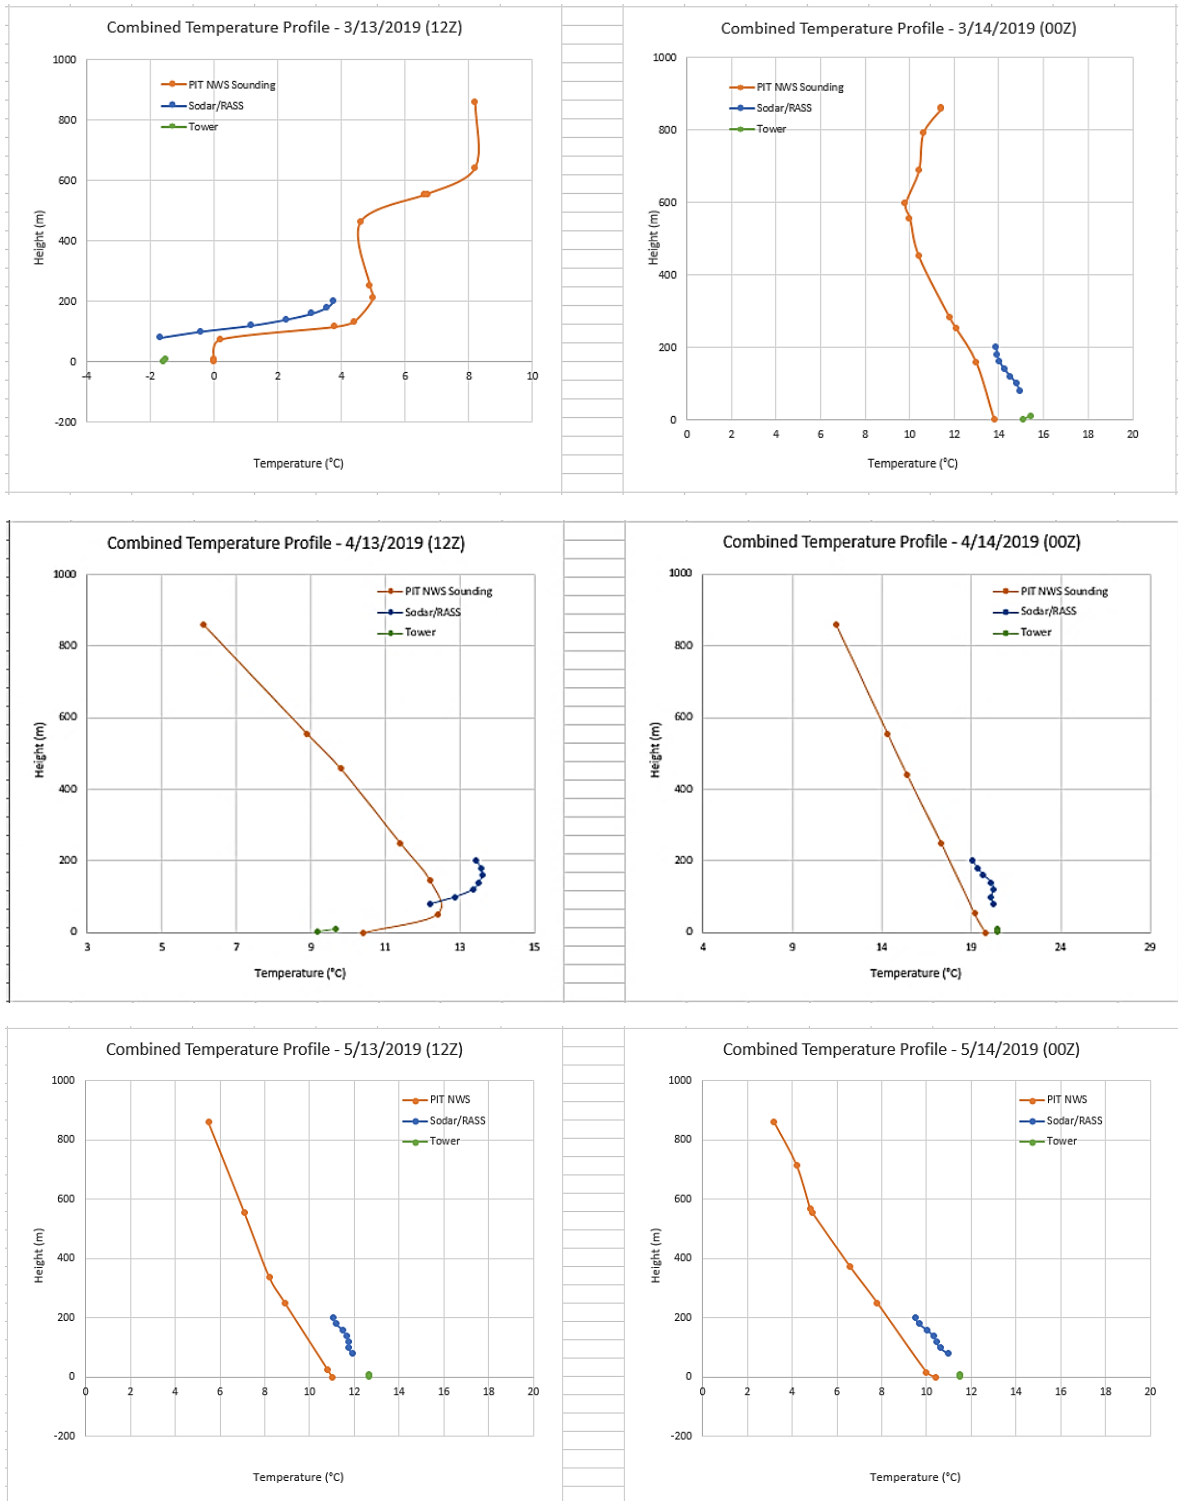 Combined Temperature Profile - 3/13/2019 (12Z)
1000
800
600
400
200
0
-200
-4
-2
0
2
4
6
8
10
Height (m)
Temperature (°C)
PIT NWS Sounding
Sodar/RASS
Tower
Combined Temperature Profile - 3/14/2019 (00Z)
1000
800
600
400
200
0
0
2
4
6
8
10
12
14
16
18
20
Height (m)
Temperature (°C)
PIT NWS Sounding
Sodar/RASS
Tower
Combined Temperature Profile - 4/13/2019 (12Z)
1000
800
600
400
200
0
3
5
7
9
11
13
15
Height (m)
Temperature (°C)
PIT NWS Sounding
Sodar/RASS
Tower
Combined Temperature Profile - 4/14/2019 (00Z)
1000
800
600
400
200
0
4
9
14
19
24
29
Height (m)
Temperature (°C)
PIT NWS Sounding
Sodar/RASS
Tower
Combined Temperature Profile - 5/13/2019 (12Z)
1000
800
600
400
200
0
-200
0
2
4
6
8
10
12
14
16
18
20
Height (m)
Temperature (°C)
PIT NWS
Sodar/RASS
Tower
Combined Temperature Profile - 5/14/2019 (00Z)
1000
800
600
400
200
0
-200
0
2
4
6
8
10
12
14
16
18
20
Height (m)
Temperature (°C)
PIT NWS
Sodar/RASS
Tower